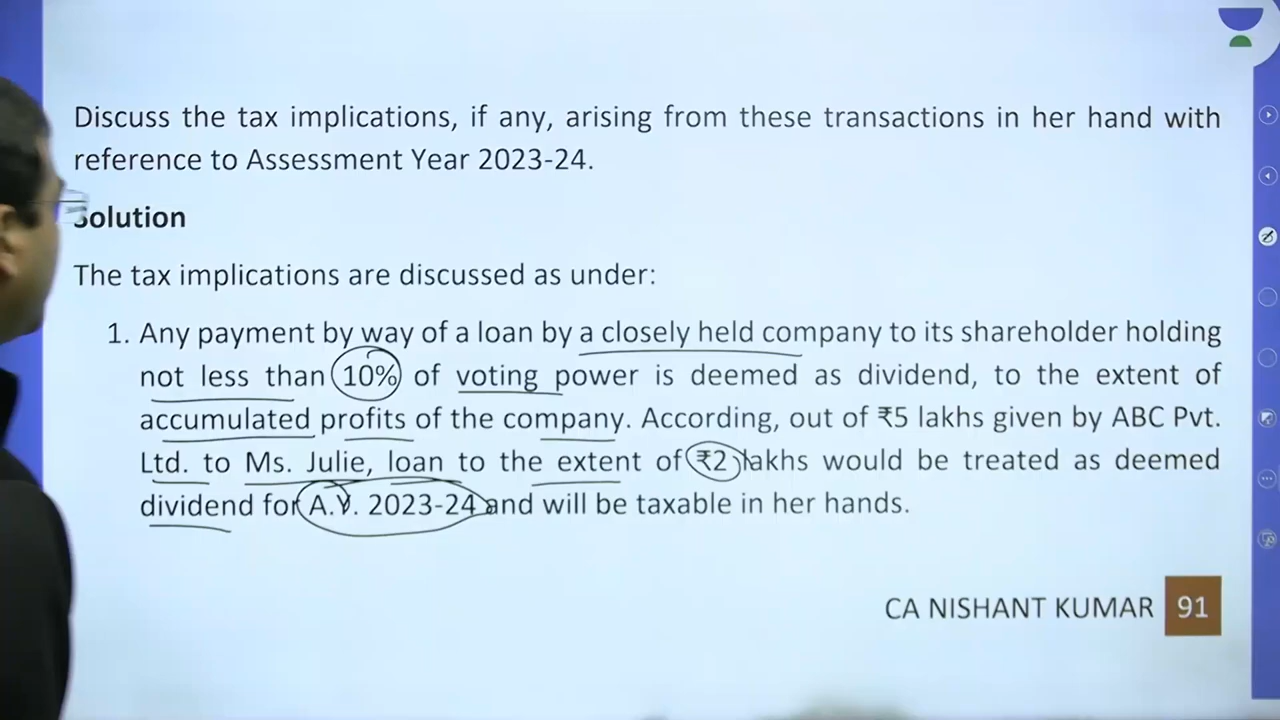 Discuss the tax implications, if any, arising from these transactions in her hand with
reference to Assessment Year 2023-24.
Solution
The tax implications are discussed as under:
1. Any payment by way of a loan by a closely held company to its shareholder holding
not less than 10% of voting power is deemed as dividend, to the extent of
accumulated profits of the company. According, out of ₹5 lakhs given by ABC Pvt.
Ltd. to Ms. Julie, loan to the extent of ₹2 lakhs would be treated as deemed
dividend for A.Y. 2023-24 and will be taxable in her hands.
CA NISHANT KUMAR 91